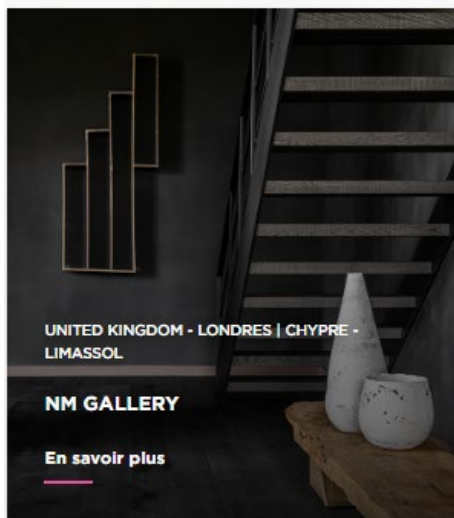 UNITED KINGDOM - LONDRES | CHYPRE -
LIMASSOL
NM GALLERY
En savoir plus